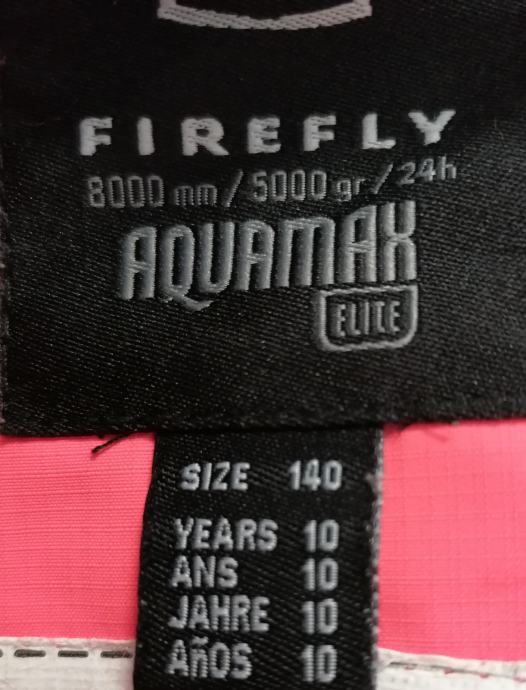 FIREFLY
8000 mm / 5000 gr / 24h
AQUAMAX
ELITE
SIZE 140
YEARS 10
ANS 10
JAHRE 10
AñOS 10